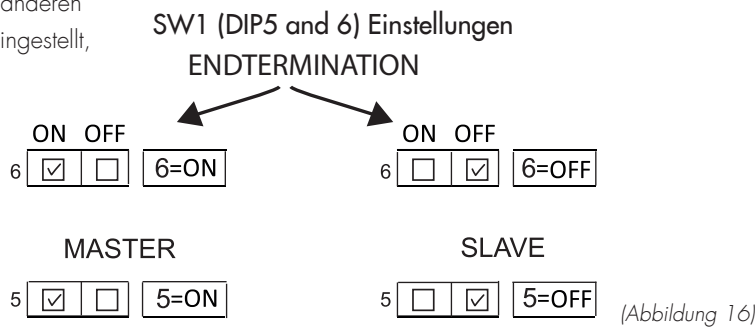 anderen
ingestellt,
SW1 (DIP5 and 6) Einstellungen
ENDTERMINATION
ON OFF ON OFF
6 ☑ ☐ 6=ON 6 ☐ ☑ 6=OFF
MASTER SLAVE
5 ☑ ☐ 5=ON 5 ☐ ☑ 5=OFF
(Abbildung 16)